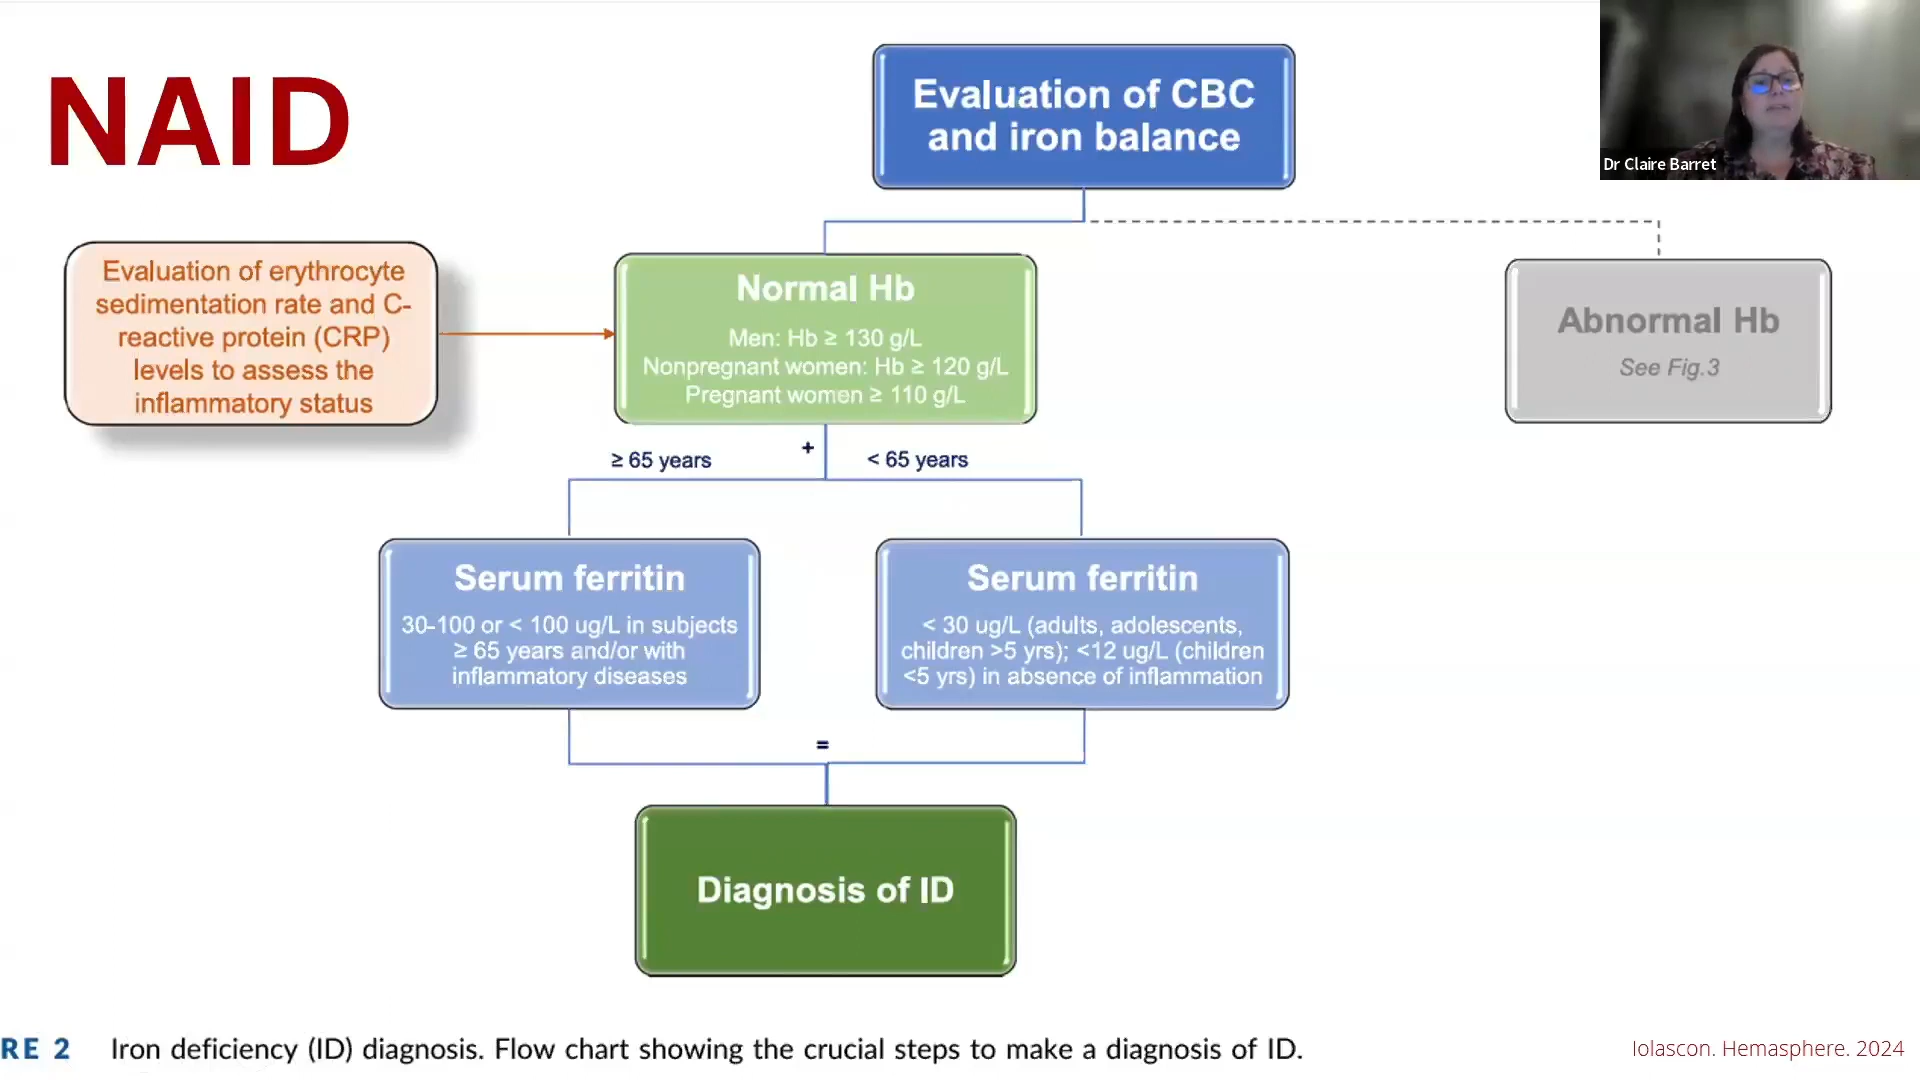 NAID
Evaluation of CBC
and iron balance
Dr Claire Barret
Evaluation of erythrocyte
sedimentation rate and C-
reactive protein (CRP)
levels to assess the
inflammatory status
Normal Hb
Men: Hb ≥ 130 g/L
Nonpregnant women: Hb ≥ 120 g/L
Pregnant women ≥ 110 g/L
Abnormal Hb
See Fig.3
≥ 65 years
+
< 65 years
Serum ferritin
30-100 or < 100 ug/L in subjects
≥ 65 years and/or with
inflammatory diseases
Serum ferritin
< 30 ug/L (adults, adolescents,
children >5 yrs); <12 ug/L (children
<5 yrs) in absence of inflammation
=
Diagnosis of ID
RE 2 Iron deficiency (ID) diagnosis. Flow chart showing the crucial steps to make a diagnosis of ID.
Iolascon. Hemasphere. 2024